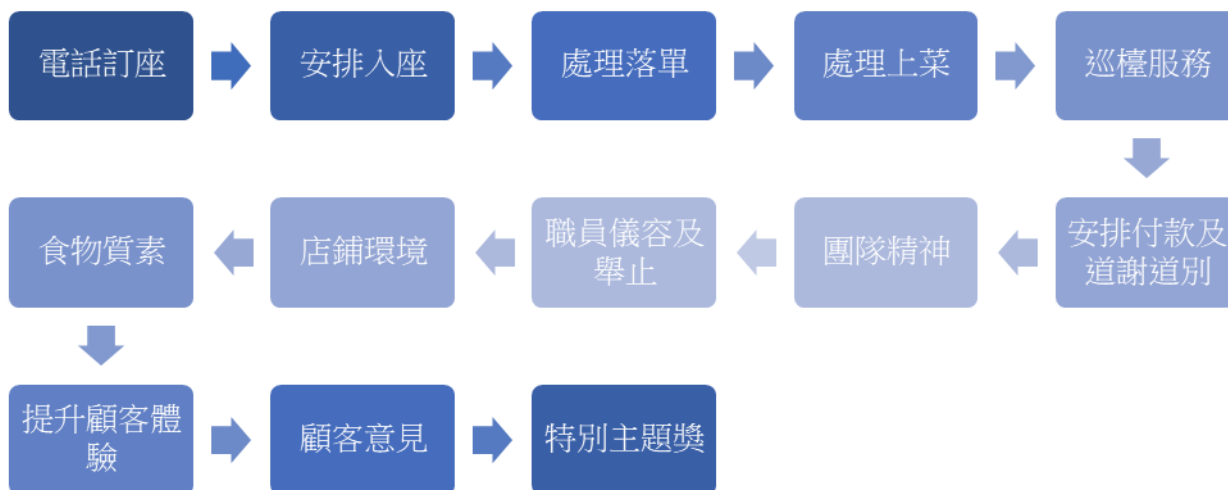 電話訂座
安排入座
處理落單
處理上菜
巡檯服務
安排付款及
道謝道別
團隊精神
職員儀容及
舉止
店鋪環境
食物質素
提升顧客體
驗
顧客意見
特別主題獎